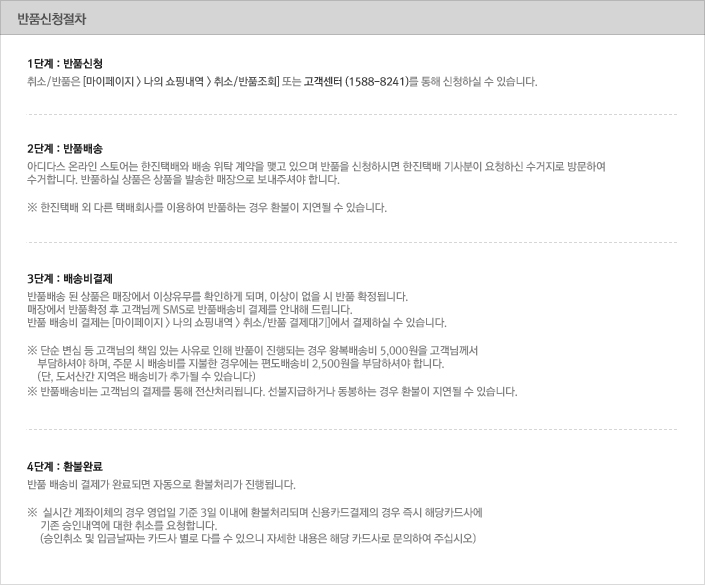 반품신청절차
1단계 : 반품신청
취소/반품은 [마이페이지 > 나의 쇼핑내역 > 취소/반품조회] 또는 고객센터 (1588-8241)를 통해 신청하실 수 있습니다.
2단계 : 반품배송
아디다스 온라인 스토어는 한진택배와 배송 위탁 계약을 맺고 있으며 반품을 신청하시면 한진택배 기사분이 요청하신 수거지로 방문하여
수거합니다. 반품하실 상품은 상품을 발송한 매장으로 보내주셔야 합니다.
※ 한진택배 외 다른 택배회사를 이용하여 반품하는 경우 환불이 지연될 수 있습니다.
3단계 : 배송비결제
반품배송 된 상품은 매장에서 이상유무를 확인하게 되며, 이상이 없을 시 반품 확정됩니다.
매장에서 반품확정 후 고객님께 SMS로 반품배송비 결제를 안내해 드립니다.
반품 배송비 결제는 [마이페이지 > 나의 쇼핑내역 > 취소/반품 결제대기]에서 결제하실 수 있습니다.
※ 단순 변심 등 고객님의 책임 있는 사유로 인해 반품이 진행되는 경우 왕복배송비 5,000원을 고객님께서
부담하셔야 하며, 주문 시 배송비를 지불한 경우에는 편도배송비 2,500원을 부담하셔야 합니다.
(단, 도서산간 지역은 배송비가 추가될 수 있습니다)
※ 반품배송비는 고객님의 결제를 통해 전산처리됩니다. 선불지급하거나 동봉하는 경우 환불이 지연될 수 있습니다.
4단계 : 환불완료
반품 배송비 결제가 완료되면 자동으로 환불처리가 진행됩니다.
※ 실시간 계좌이체의 경우 영업일 기준 3일 이내에 환불처리되며 신용카드결제의 경우 즉시 해당카드사에
기존 승인내역에 대한 취소를 요청합니다.
(승인취소 및 입금날짜는 카드사 별로 다를 수 있으니 자세한 내용은 해당 카드사로 문의하여 주십시오)